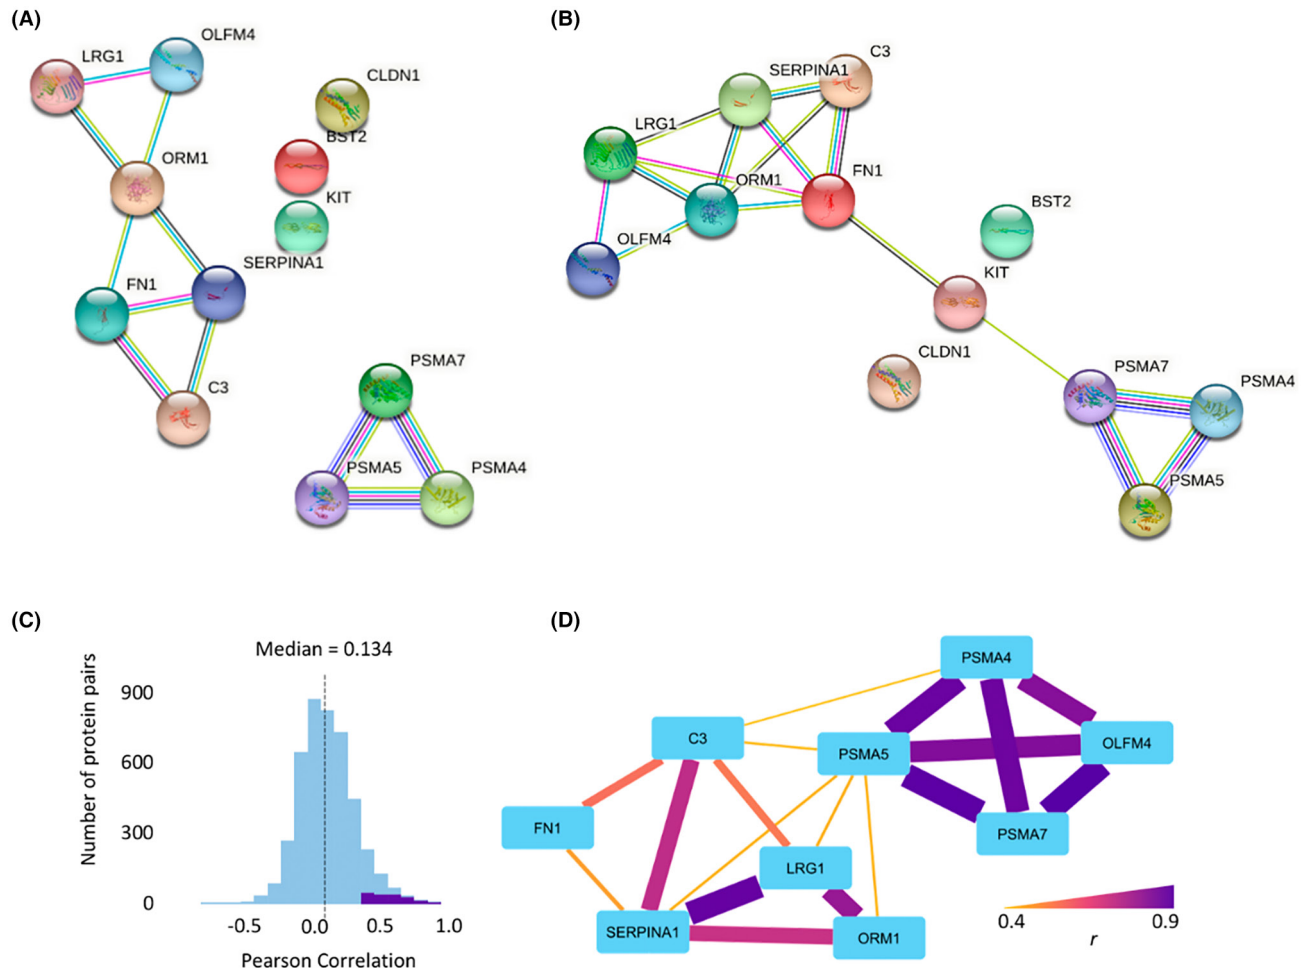 (A)
OLFM4
LRG1
CLDN1
BST2
ORM1
KIT
SERPINA1
FN1
C3
PSMA7
PSMA5
PSMA4
(B)
C3
SERPINA1
LRG1
FN1
ORM1
BST2
OLFM4
KIT
CLDN1
PSMA7
PSMA4
PSMA5
(C)
Median = 0.134
Number of protein pairs
900
600
300
0
-0.5
0.0
0.5
1.0
Pearson Correlation
(D)
PSMA4
C3
PSMA5
OLFM4
FN1
PSMA7
LRG1
SERPINA1
ORM1
0.4
0.9
r